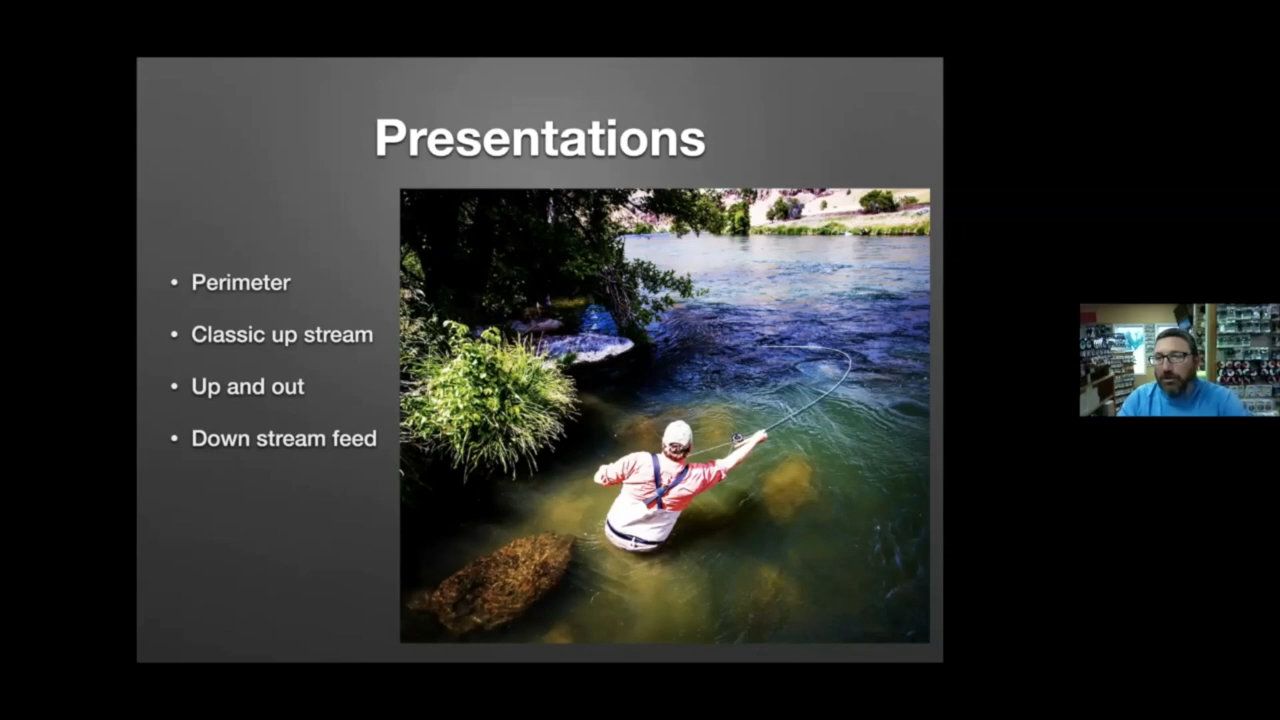 Presentations
• Perimeter
• Classic up stream
• Up and out
• Down stream feed